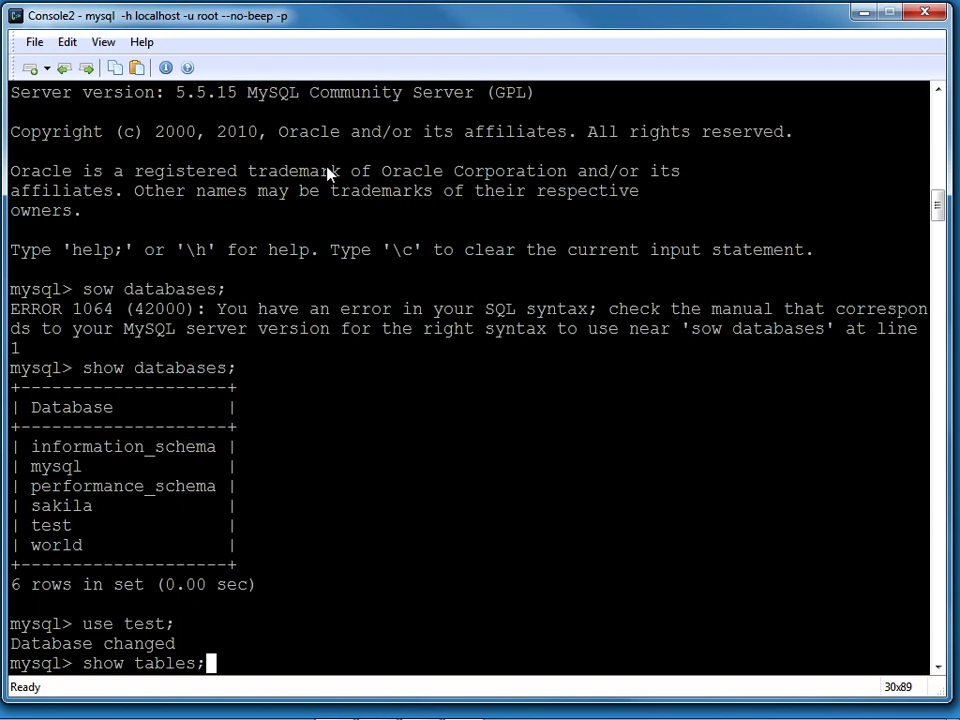 Console2 - mysql -h localhost -u root --no-beep -p
File Edit View Help
Server version: 5.5.15 MySQL Community Server (GPL)
Copyright (c) 2000, 2010, Oracle and/or its affiliates. All rights reserved.
Oracle is a registered trademark of Oracle Corporation and/or its
affiliates. Other names may be trademarks of their respective
owners.
Type 'help;' or '\h' for help. Type '\c' to clear the current input statement.
mysql> sow databases;
ERROR 1064 (42000): You have an error in your SQL syntax; check the manual that correspon
ds to your MySQL server version for the right syntax to use near 'sow databases' at line
1
mysql> show databases;
+--------------------+
| Database           |
+--------------------+
| information_schema |
| mysql              |
| performance_schema |
| sakila             |
| test               |
| world              |
+--------------------+
6 rows in set (0.00 sec)
mysql> use test;
Database changed
mysql> show tables;
Ready 30x89